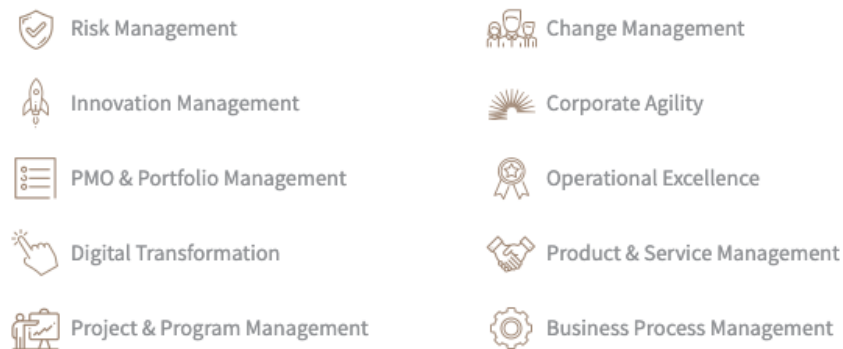 Risk Management
Change Management
Innovation Management
Corporate Agility
PMO & Portfolio Management
Operational Excellence
Digital Transformation
Product & Service Management
Project & Program Management
Business Process Management